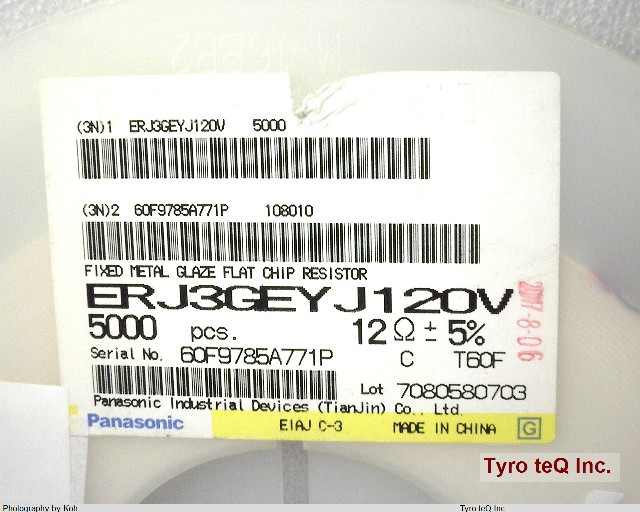 (3N)1 ERJ3GEYJ120V 5000
(3N)2 60F9785A771P 108010
FIXED METAL GLAZE FLAT CHIP RESISTOR
ERJ3GEYJ120V
5000 pcs. 12 Ω ± 5%
Serial No. 60F9785A771P C T60F
Lot 7080580703
Panasonic Industrial Devices (TianJin) Co., Ltd.
Panasonic EIAJ C-3 MADE IN CHINA G
2017-8-06
Tyro teQ Inc.
Photography by Koh Tyro teQ Inc